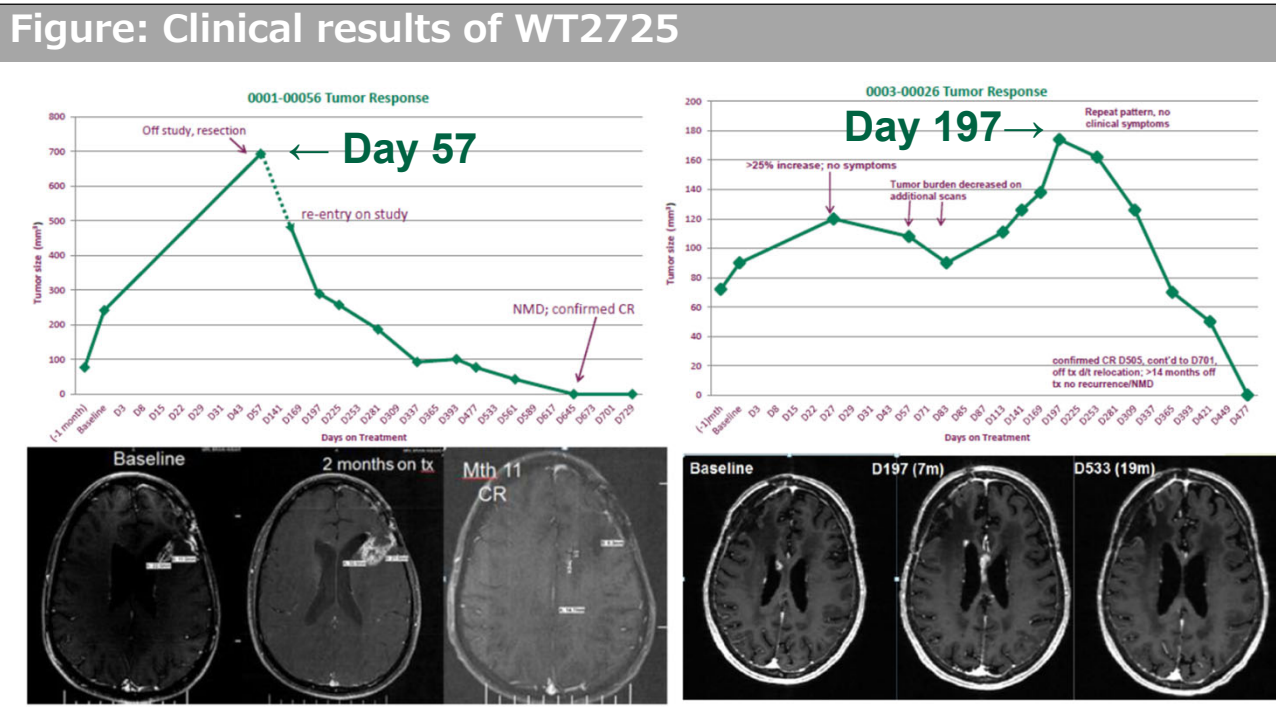 Figure: Clinical results of WT2725
0001-00056 Tumor Response
800
700
600
500
400
300
200
100
0
Tumor size (mm³)
Off study, resection
← Day 57
re-entry on study
NMD; confirmed CR
(-1 month)
Baseline
D3
D8
D15
D22
D29
D31
D43
D57
D141
D169
D197
D225
D253
D281
D309
D337
D365
D393
D477
D533
D561
D589
D617
D645
D673
D701
D729
Days on Treatment
Baseline
2 months on tx
Mth 11
CR
0003-00026 Tumor Response
200
180
160
140
120
100
80
60
40
20
0
Tumor size (mm³)
Day 197→
Repeat pattern, no
clinical symptoms
>25% increase; no symptoms
Tumor burden decreased on
additional scans
confirmed CR D505, cont'd to D701,
off tx d/t relocation; >14 months off
tx no recurrence/NMD
(-1)mth
Baseline
D3
D8
D15
D22
D27
D29
D31
D43
D57
D71
D83
D85
D87
D113
D141
D169
D197
D225
D253
D281
D309
D337
D365
D393
D421
D449
D477
Days on Treatment
Baseline
D197 (7m)
D533 (19m)